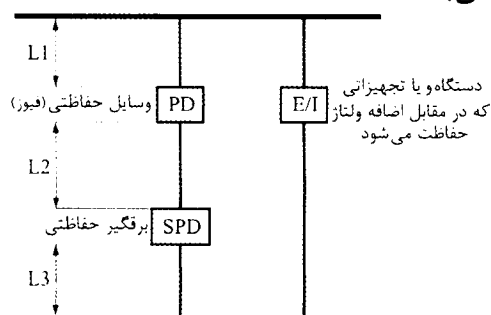 L1
وسایل حفاظتی(فیوز)
PD
E/I
دستگاه و یا تجهیزاتی
که در مقابل اضافه ولتاژ
حفاظت می‌شود
L2
برقگیر حفاظتی
SPD
L3